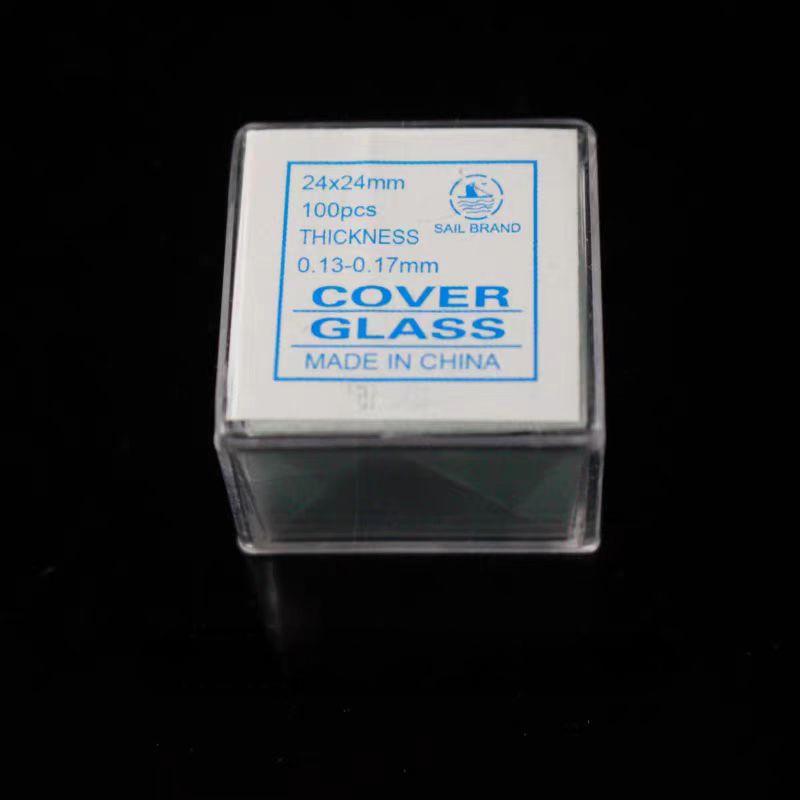 24x24mm
100pcs
THICKNESS
0.13-0.17mm
SAIL BRAND
COVER
GLASS
MADE IN CHINA